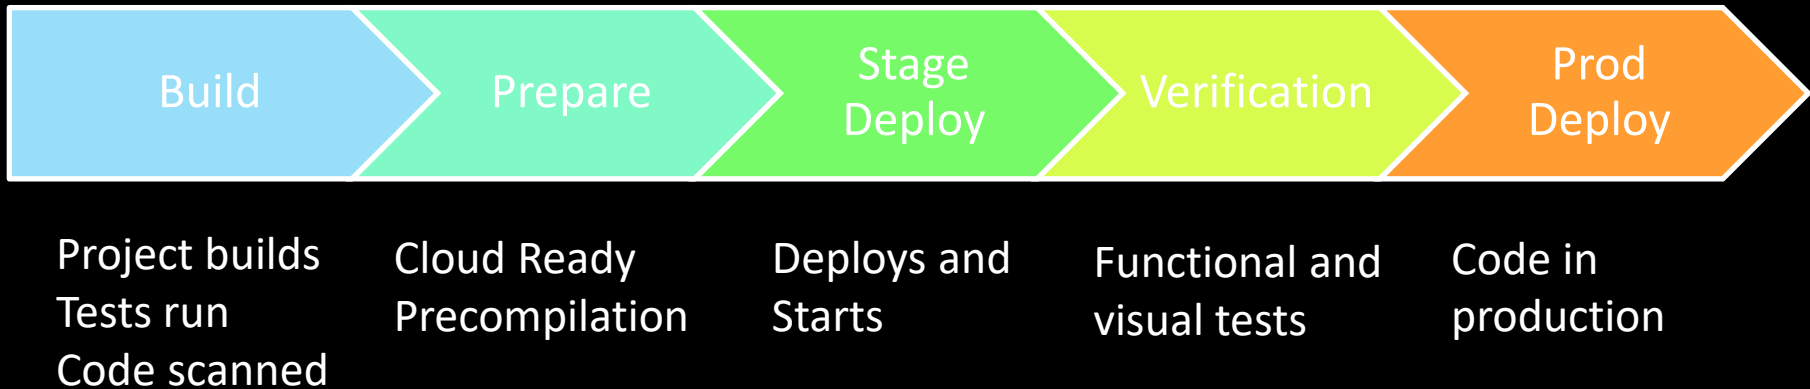 Build
Prepare
Stage
Deploy
Verification
Prod
Deploy
Project builds
Tests run
Code scanned
Cloud Ready
Precompilation
Deploys and
Starts
Functional and
visual tests
Code in
production